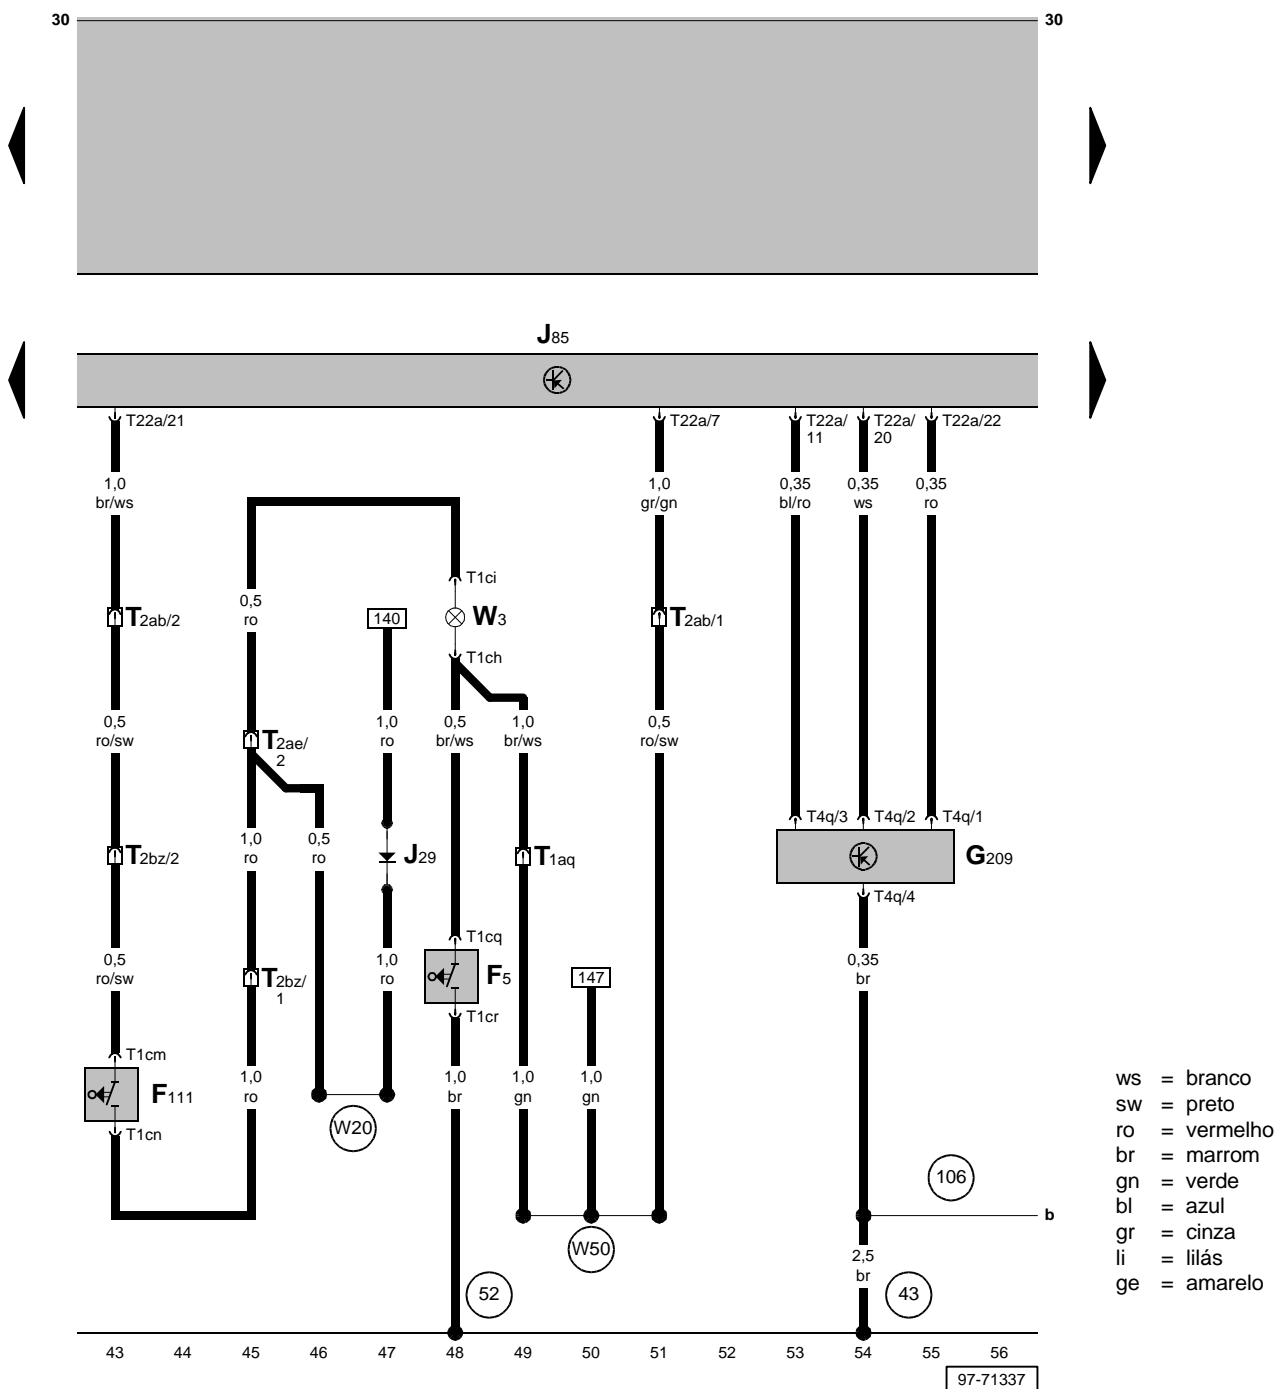 30 30
J85
T22a/21 T22a/7 T22a/ T22a/ T22a/22
11 20
1,0 1,0 0,35 0,35 0,35
br/ws gr/gn bl/ro ws ro
T1ci
0,5
ro
T2ab/2 140 W3 T2ab/1
T1ch
0,5 1,0 0,5 1,0 0,5
ro/sw ro br/ws br/ws ro/sw
T2ae/
2
T4q/3 T4q/2 T4q/1
1,0 0,5
ro ro
T2bz/2 J29 T1aq G209
T4q/4
T1cq
0,5 1,0 0,35
ro/sw ro br
T2bz/ F5 147
1
T1cr
T1cm
1,0 1,0 1,0 1,0
ro br gn gn
F111
T1cn
W20
106
b
W50
2,5
br
52 43
ws = branco
sw = preto
ro = vermelho
br = marrom
gn = verde
bl = azul
gr = cinza
li = lilás
ge = amarelo
43 44 45 46 47 48 49 50 51 52 53 54 55 56
97-71337